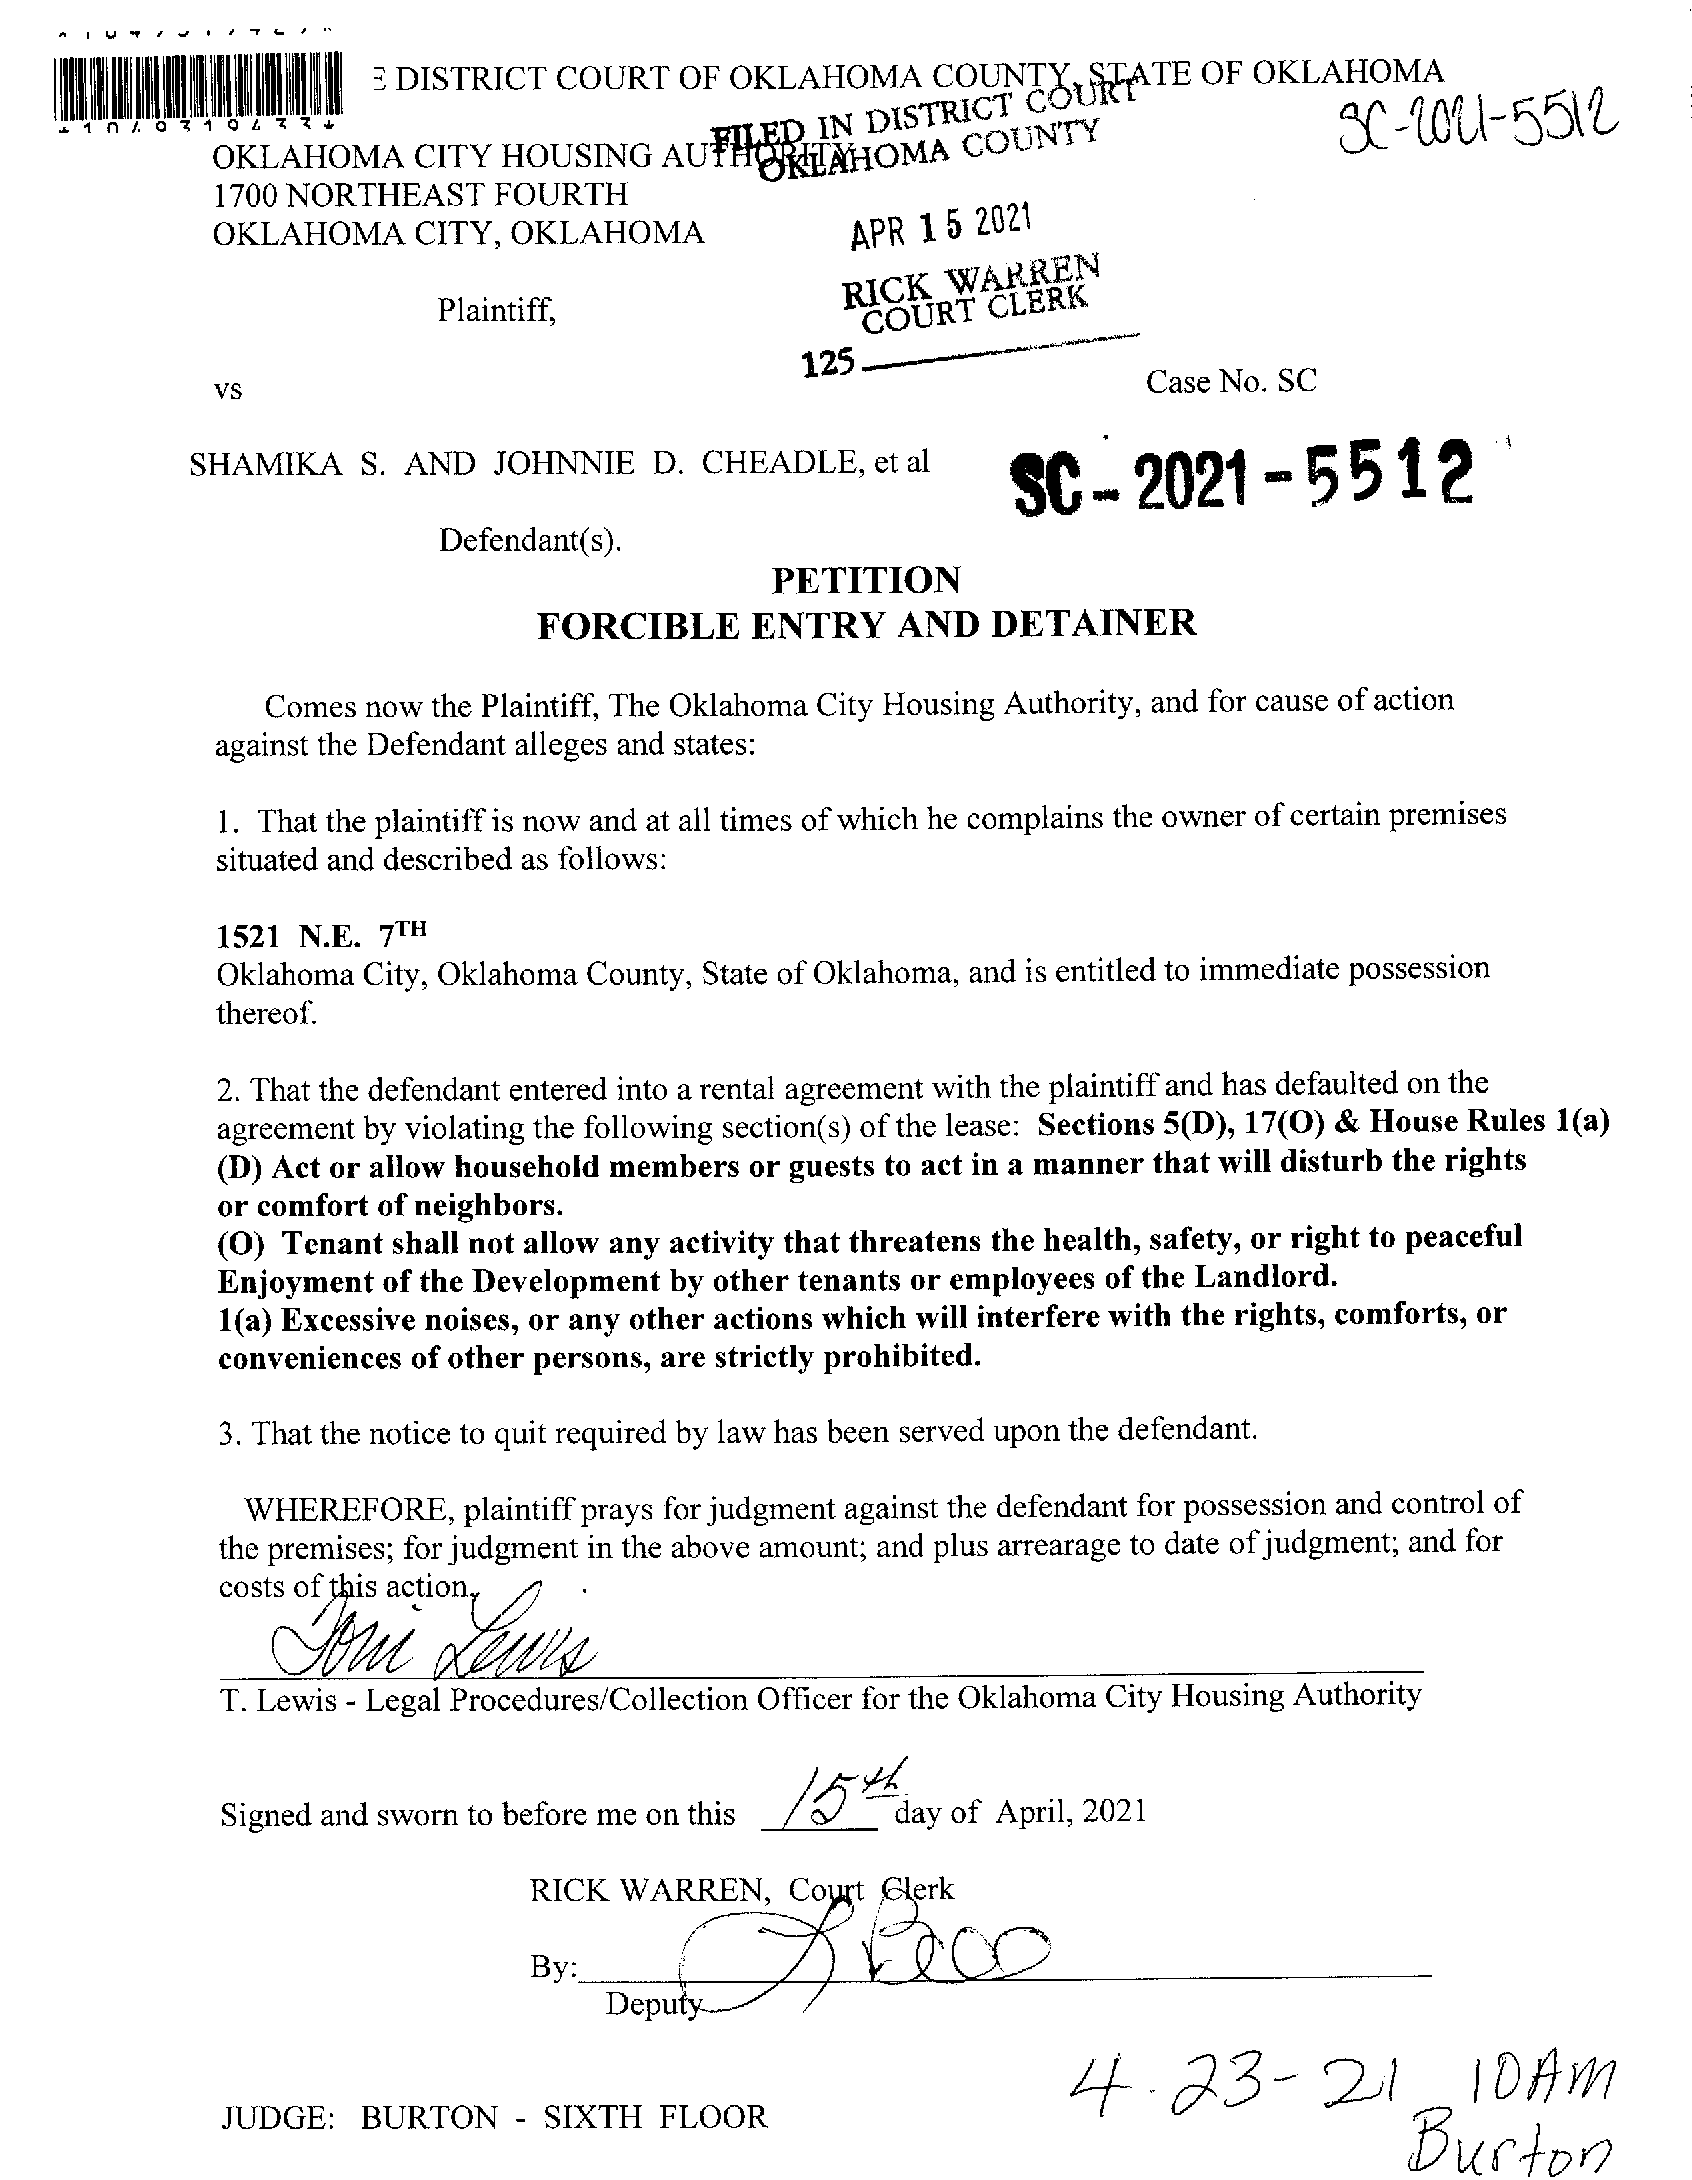 DISTRICT COURT OF OKLAHOMA COUNTY, STATE OF OKLAHOMA
SC-2021-5512
FILED IN DISTRICT COURT
OKLAHOMA COUNTY
OKLAHOMA CITY HOUSING AUTHORITY
1700 NORTHEAST FOURTH
OKLAHOMA CITY, OKLAHOMA
APR 15 2021
RICK WARREN
COURT CLERK
Plaintiff,
125
vs
Case No. SC
SHAMIKA S. AND JOHNNIE D. CHEADLE, et al
SC - 2021 - 5512
Defendant(s).
PETITION
FORCIBLE ENTRY AND DETAINER
Comes now the Plaintiff, The Oklahoma City Housing Authority, and for cause of action
against the Defendant alleges and states:
1. That the plaintiff is now and at all times of which he complains the owner of certain premises
situated and described as follows:
1521 N.E. 7TH
Oklahoma City, Oklahoma County, State of Oklahoma, and is entitled to immediate possession
thereof.
2. That the defendant entered into a rental agreement with the plaintiff and has defaulted on the
agreement by violating the following section(s) of the lease: Sections 5(D), 17(O) & House Rules 1(a)
(D) Act or allow household members or guests to act in a manner that will disturb the rights
or comfort of neighbors.
(O) Tenant shall not allow any activity that threatens the health, safety, or right to peaceful
Enjoyment of the Development by other tenants or employees of the Landlord.
1(a) Excessive noises, or any other actions which will interfere with the rights, comforts, or
conveniences of other persons, are strictly prohibited.
3. That the notice to quit required by law has been served upon the defendant.
WHEREFORE, plaintiff prays for judgment against the defendant for possession and control of
the premises; for judgment in the above amount; and plus arrearage to date of judgment; and for
costs of this action.
Toni Lewis
T. Lewis - Legal Procedures/Collection Officer for the Oklahoma City Housing Authority
Signed and sworn to before me on this 15th day of April, 2021
RICK WARREN, Court Clerk
By:
Deputy
4-23-21 10AM
JUDGE: BURTON - SIXTH FLOOR
Burton